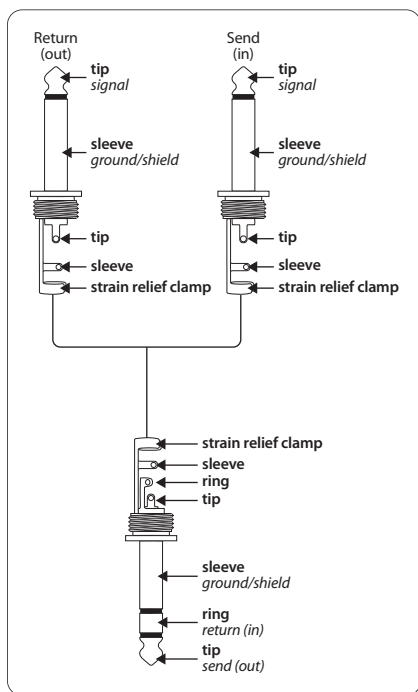 Return
(out)
Send
(in)
tip
signal
tip
signal
sleeve
ground/shield
sleeve
ground/shield
tip
tip
sleeve
sleeve
strain relief clamp
strain relief clamp
strain relief clamp
sleeve
ring
tip
sleeve
ground/shield
ring
return (in)
tip
send (out)